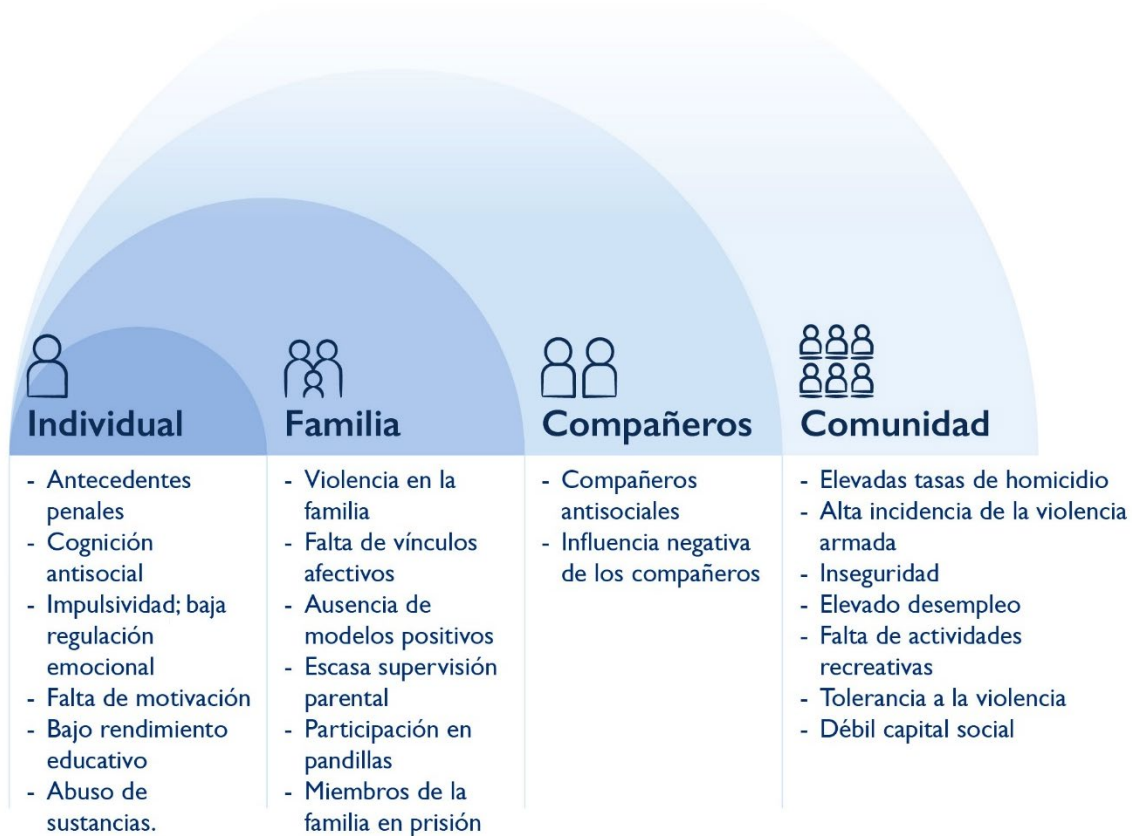 Individual
- Antecedentes
penales
- Cognición
antisocial
- Impulsividad; baja
regulación
emocional
- Falta de motivación
- Bajo rendimiento
educativo
- Abuso de
sustancias.
Familia
- Violencia en la
familia
- Falta de vínculos
afectivos
- Ausencia de
modelos positivos
- Escasa supervisión
parental
- Participación en
pandillas
- Miembros de la
familia en prisión
Compañeros
- Compañeros
antisociales
- Influencia negativa
de los compañeros
Comunidad
- Elevadas tasas de homicidio
- Alta incidencia de la violencia
armada
- Inseguridad
- Elevado desempleo
- Falta de actividades
recreativas
- Tolerancia a la violencia
- Débil capital social